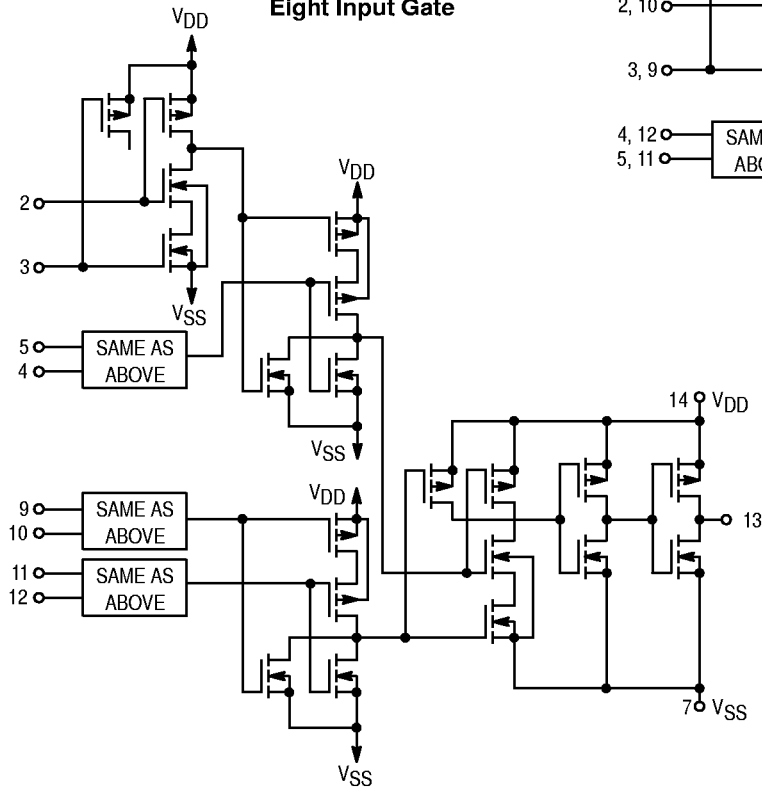 Eight Input Gate
VDD
2, 10
3, 9
4, 12
5, 11
SAM
ABO
VDD
2
3
VSS
5
4
SAME AS
ABOVE
14
VDD
VSS
9
10
SAME AS
ABOVE
VDD
13
11
12
SAME AS
ABOVE
7
VSS
VSS